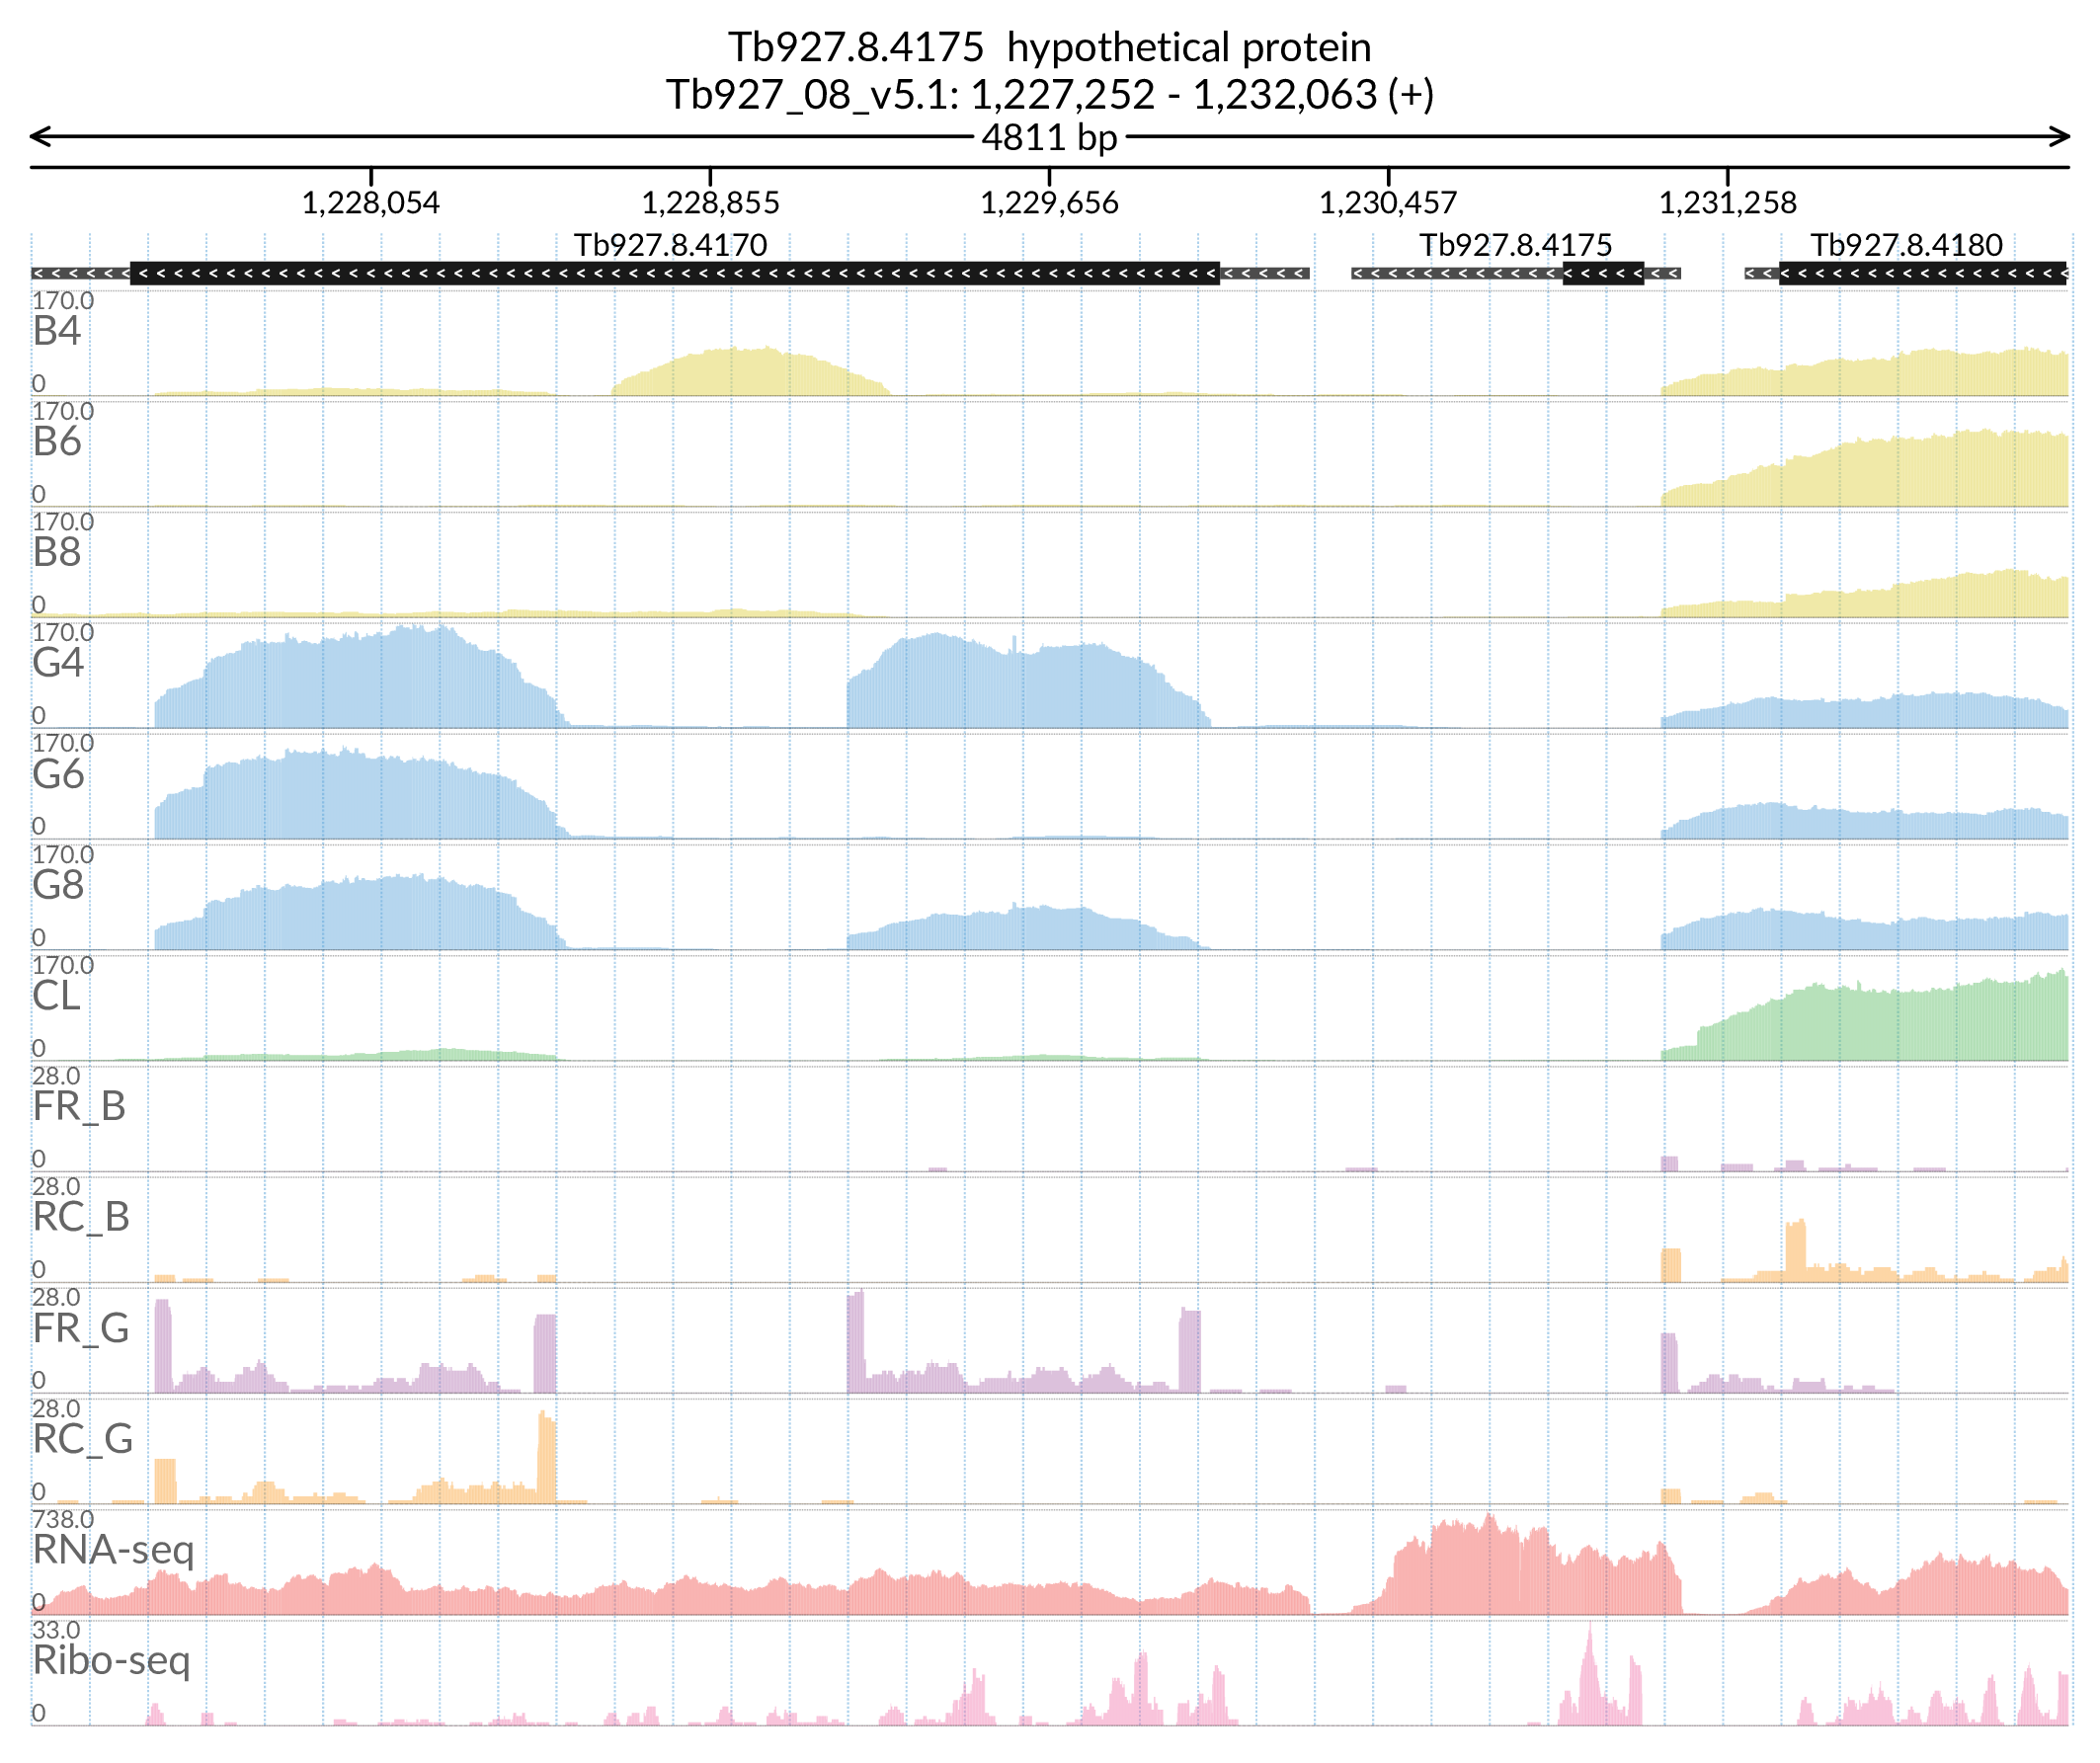 Tb927.8.4175 hypothetical protein
Tb927_08_v5.1: 1,227,252 - 1,232,063 (+)
4811 bp
1,228,054 1,228,855 1,229,656 1,230,457 1,231,258
Tb927.8.4170 Tb927.8.4175 Tb927.8.4180
170.0
B4
0
170.0
B6
0
170.0
B8
0
170.0
G4
0
170.0
G6
0
170.0
G8
0
170.0
CL
0
28.0
FR_B
0
28.0
RC_B
0
28.0
FR_G
0
28.0
RC_G
0
738.0
RNA-seq
0
33.0
Ribo-seq
0